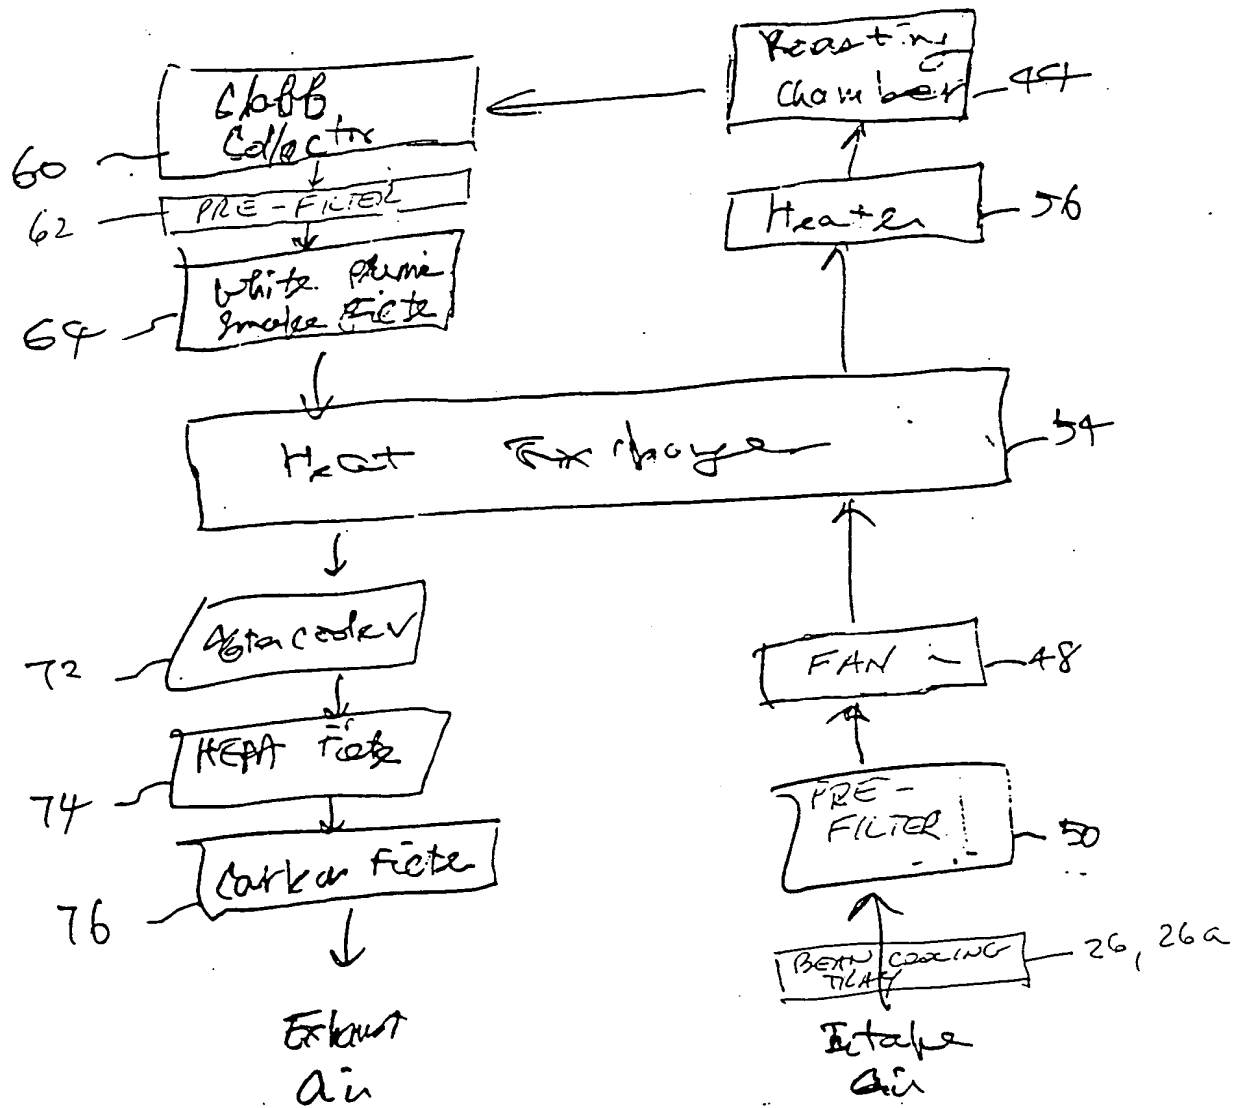 Roasting
Chamber
44
Chaff
Collector
60
PRE-FILTER
62
Heater
56
White Plume
Smoke Filter
64
Heat Exchanger
54
Aftercooler
72
FAN
48
HEPA Filter
74
PRE-
FILTER
50
Carbon Filter
76
BEAN COOLING
TRAY
26, 26a
Exhaust
Air
Intake
Air